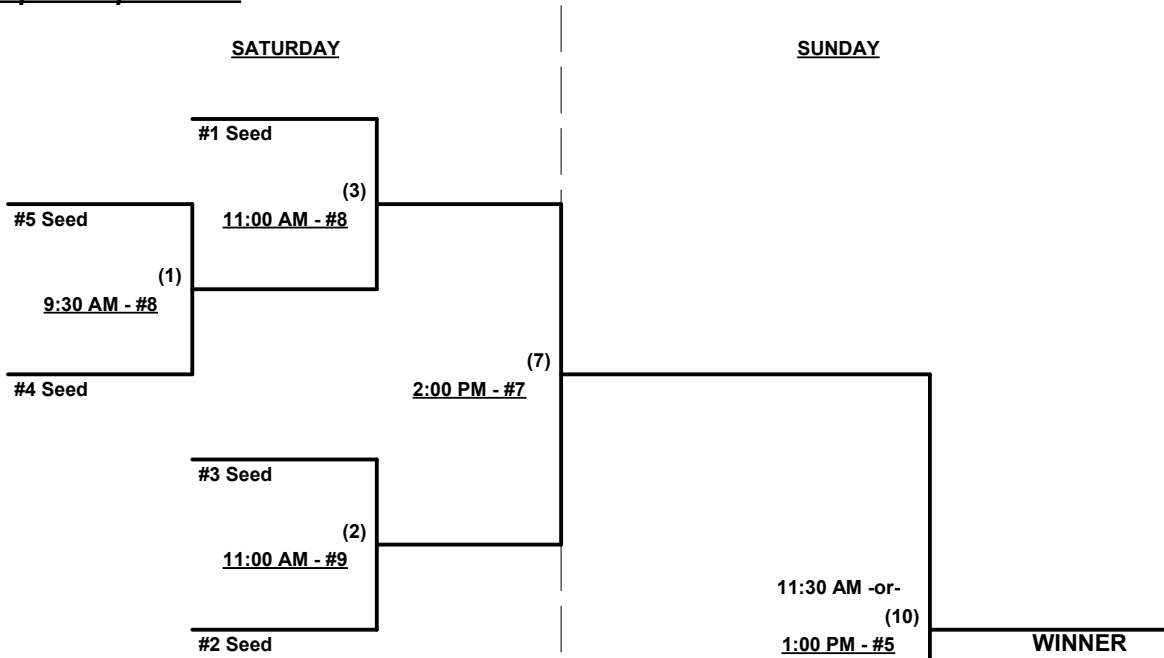 SATURDAY
SUNDAY
#1 Seed
(3)
11:00 AM - #8
#5 Seed
(1)
9:30 AM - #8
#4 Seed
(7)
2:00 PM - #7
#3 Seed
(2)
11:00 AM - #9
#2 Seed
11:30 AM -or-
(10)
1:00 PM - #5
WINNER